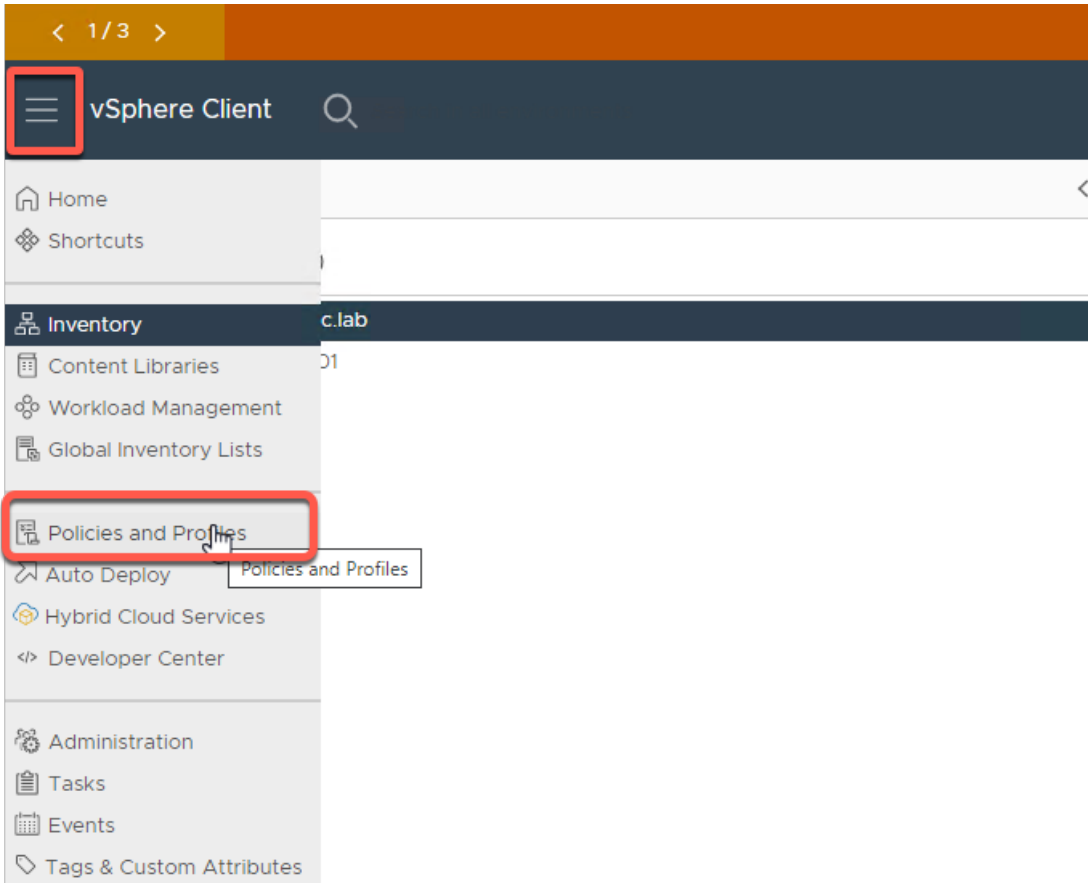 1 / 3
vSphere Client
Home
Shortcuts
)
Inventory
c.lab
Content Libraries
01
Workload Management
Global Inventory Lists
Policies and Profiles
Policies and Profiles
Auto Deploy
Hybrid Cloud Services
Developer Center
Administration
Tasks
Events
Tags & Custom Attributes